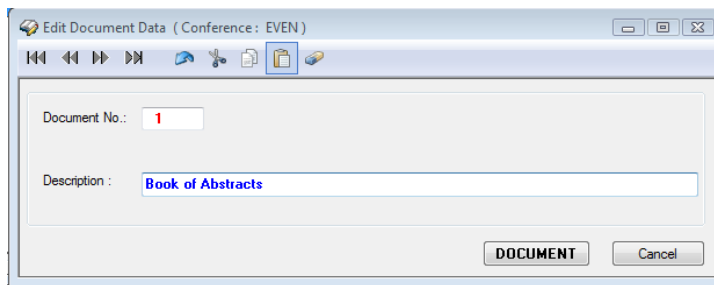 Edit Document Data ( Conference : EVEN )
Document No.: 1
Description : Book of Abstracts
DOCUMENT Cancel